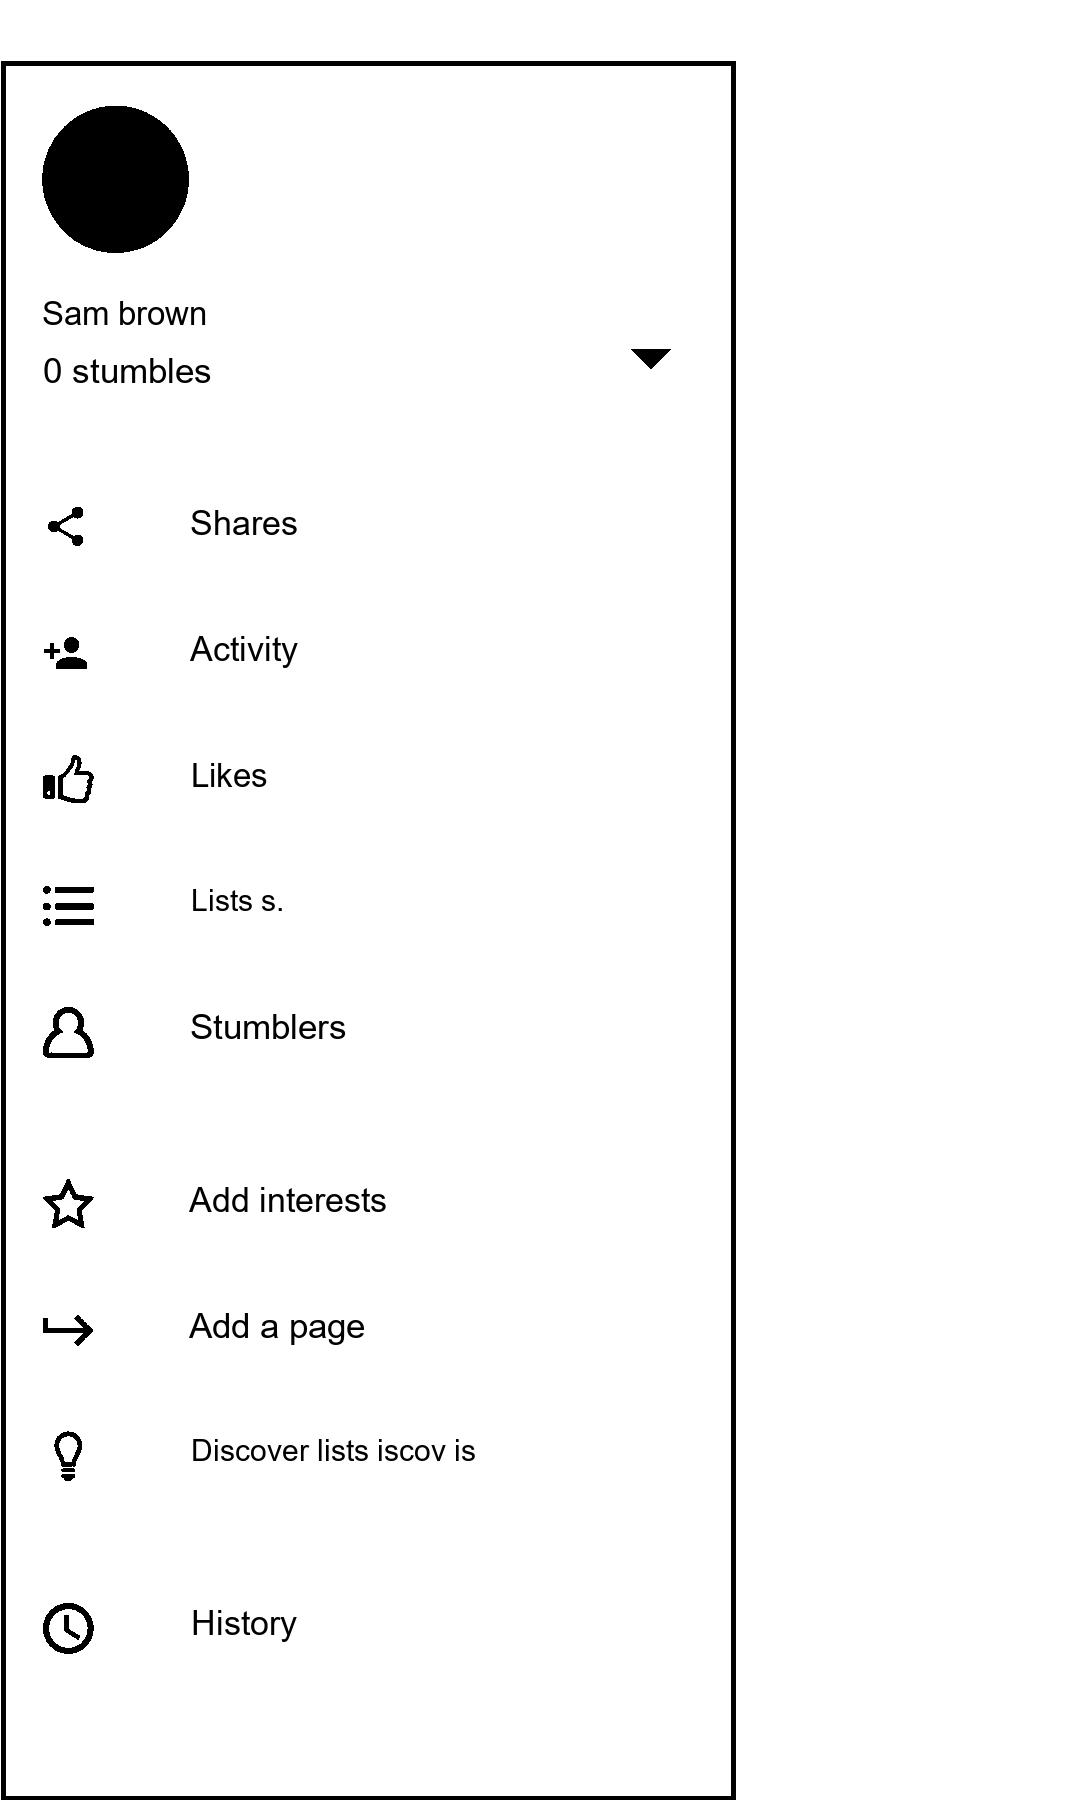 Sam brown
0 stumbles
Shares
Activity
Likes
Lists s.
Stumblers
Add interests
Add a page
Discover lists iscov is
History